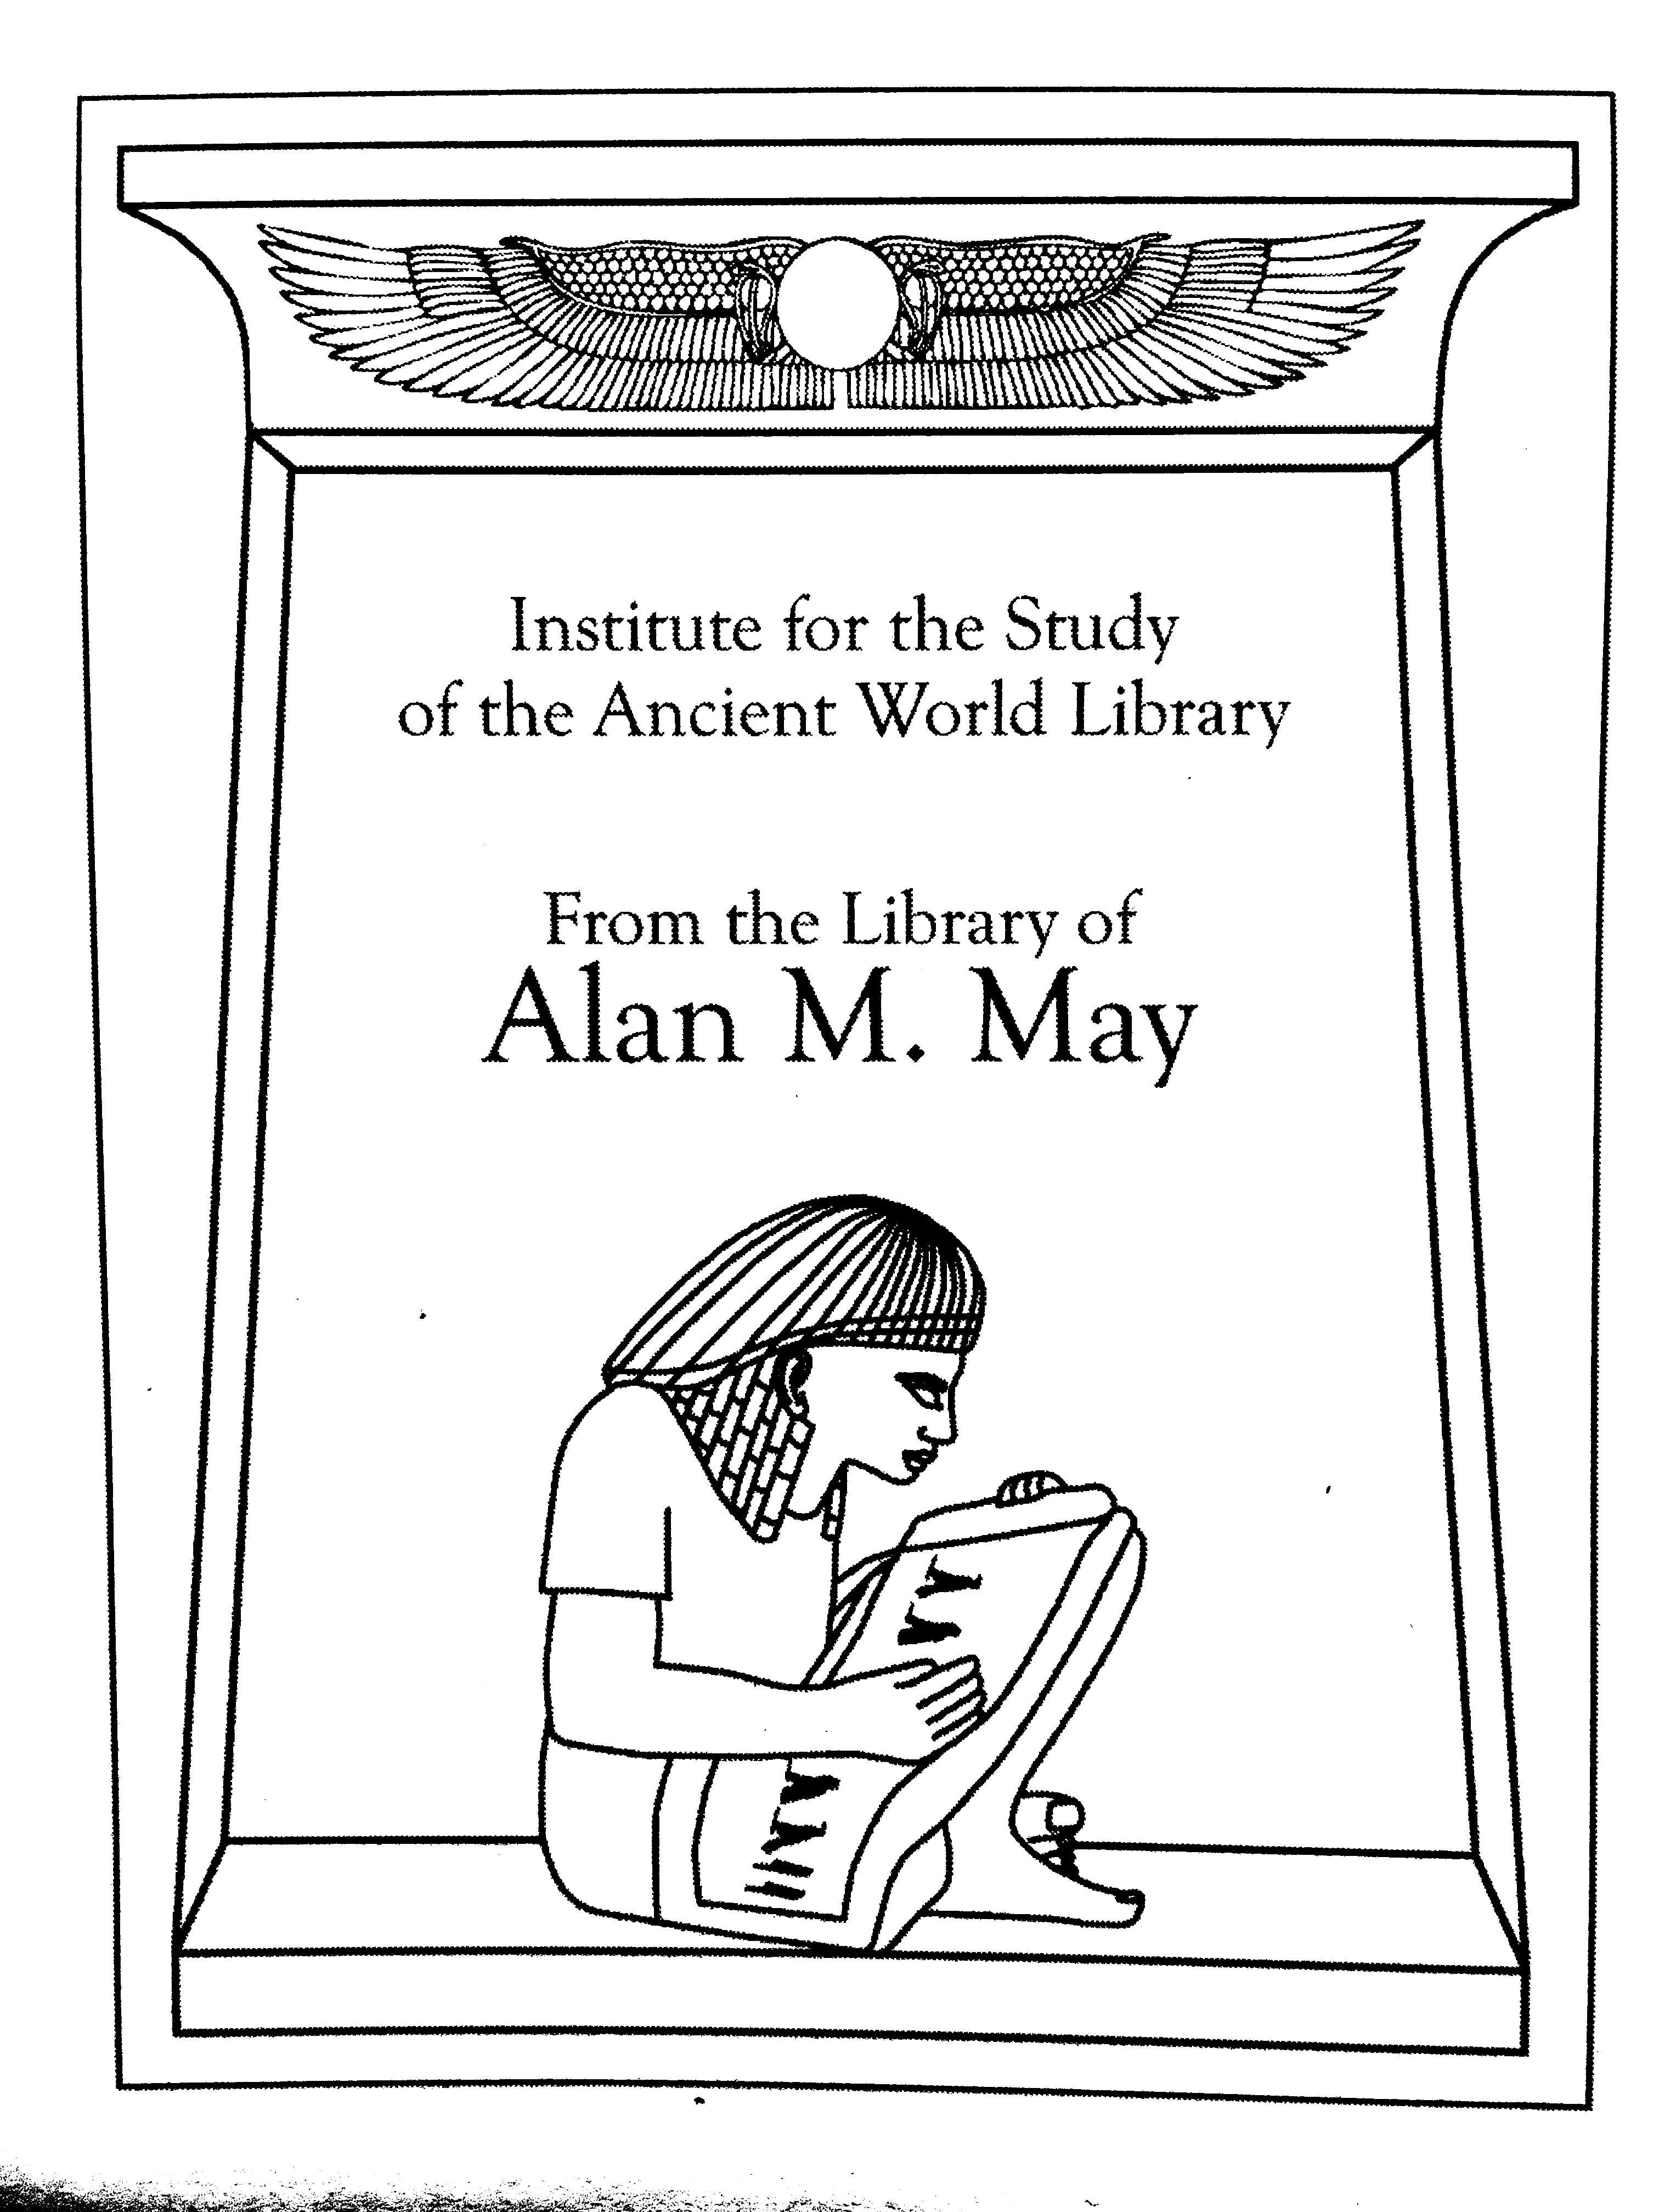 Institute for the Study
of the Ancient World Library
From the Library of
Alan M. May